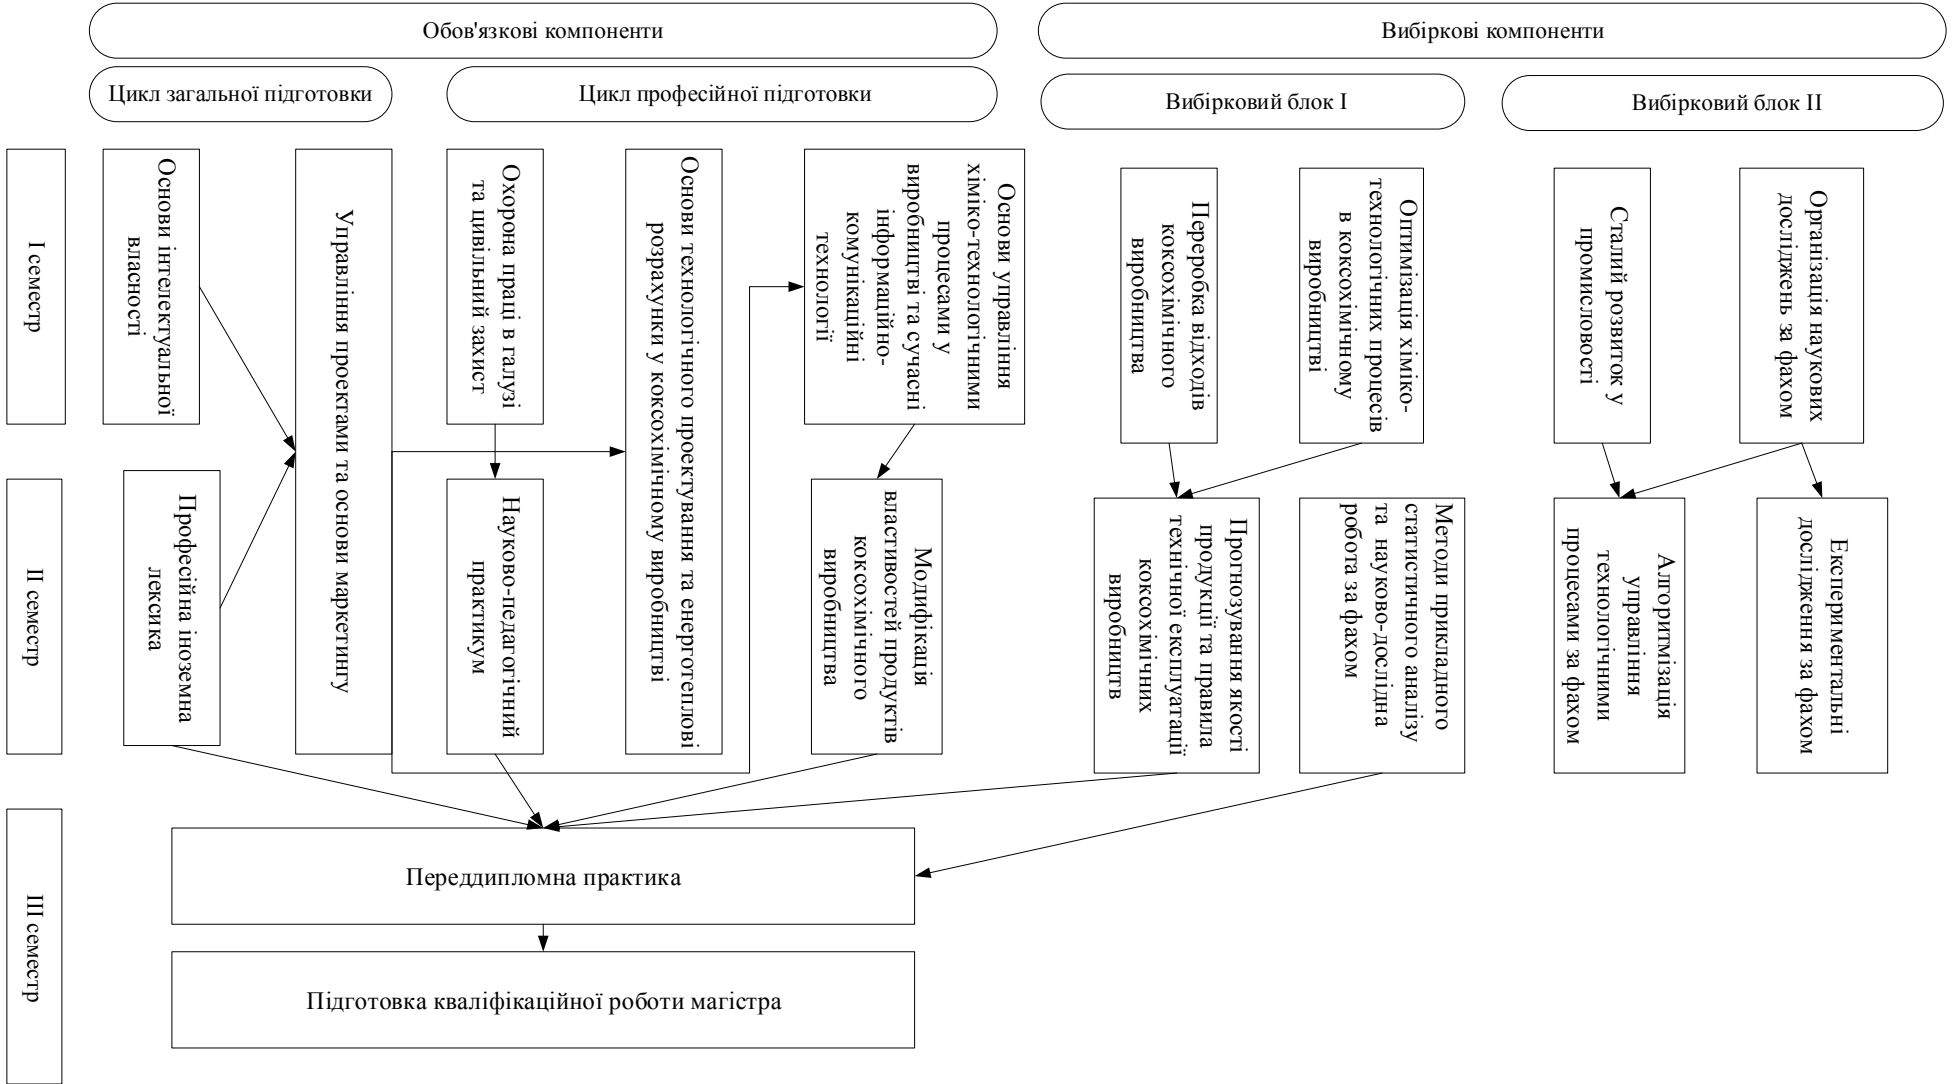 Обов'язкові компоненти
Вибіркові компоненти
Цикл загальної підготовки
Цикл професійної підготовки
Вибірковий блок І
Вибірковий блок ІІ
І семестр
Основи інтелектуальної
власності
Управління проектами та основи маркетингу
Охорона праці в галузі
та цивільний захист
Основи технологічного проектування та енерготеплові
розрахунки у коксохімічному виробництві
Основи управління
хіміко-технологічними
процесами у
виробництві та сучасні
інформаційно-
комунікаційні
технології
Переробка відходів
коксохімічного
виробництва
Оптимізація хіміко-
технологічних процесів
в коксохімічному
виробництві
Сталий розвиток у
промисловості
Організація наукових
досліджень за фахом
ІІ семестр
Професійна іноземна
лексика
Науково-педагогічний
практикум
Модифікація
властивостей продуктів
коксохімічного
виробництва
Прогнозування якості
продукції та правила
технічної експлуатації
коксохімічних
виробництв
Методи прикладного
статистичного аналізу
та науково-дослідна
робота за фахом
Алгоритмізація
управління
технологічними
процесами за фахом
Експериментальні
дослідження за фахом
ІІІ семестр
Переддипломна практика
Підготовка кваліфікаційної роботи магістра